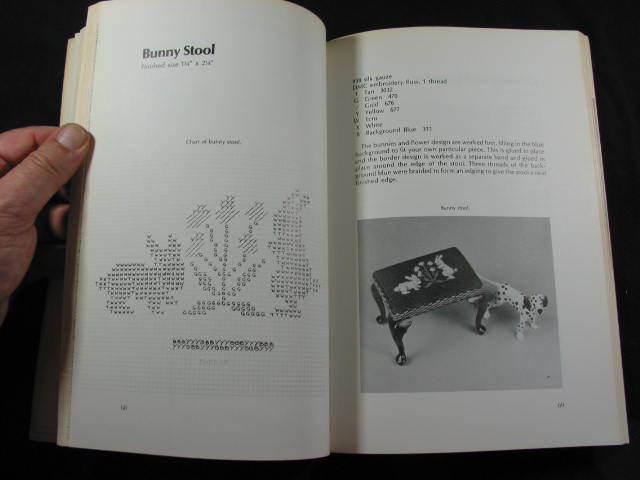 Bunny Stool
Finished size 1¾" x 2¼"
Chart of bunny stool.
68
#38 silk gauze
DMC embroidery floss, 1 thread
T Tan 3032
G Green 470
/ Gold 676
Y Yellow 677
W Ecru
X White
B Background Blue 311
The bunnies and flower design are worked first, filling in the blue
background to fit your own particular piece. This is glued in place
and the border design is worked as a separate band and glued in
place around the edge of the stool. Three threads of the back-
ground blue were braided to form an edging to give the stool a neat
finished edge.
Bunny stool.
69